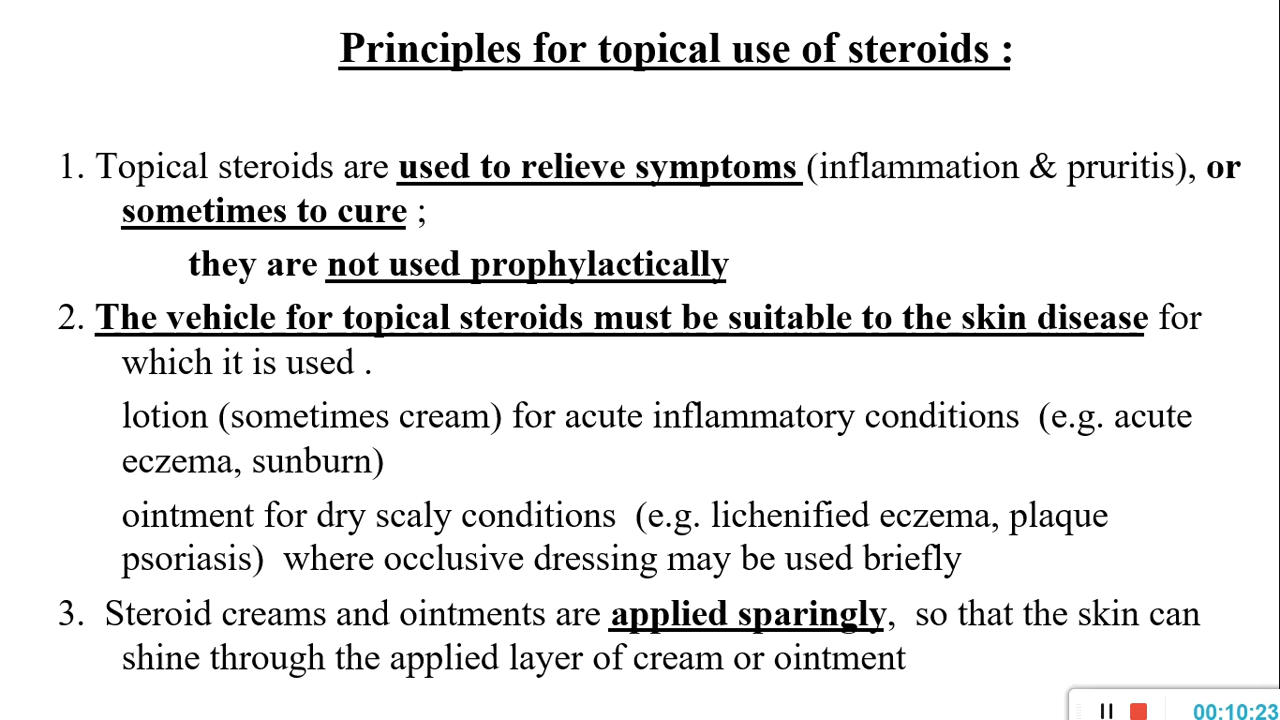 Principles for topical use of steroids :
1. Topical steroids are used to relieve symptoms (inflammation & pruritis), or
sometimes to cure ;
they are not used prophylactically
2. The vehicle for topical steroids must be suitable to the skin disease for
which it is used .
lotion (sometimes cream) for acute inflammatory conditions (e.g. acute
eczema, sunburn)
ointment for dry scaly conditions (e.g. lichenified eczema, plaque
psoriasis) where occlusive dressing may be used briefly
3. Steroid creams and ointments are applied sparingly, so that the skin can
shine through the applied layer of cream or ointment
00:10:23